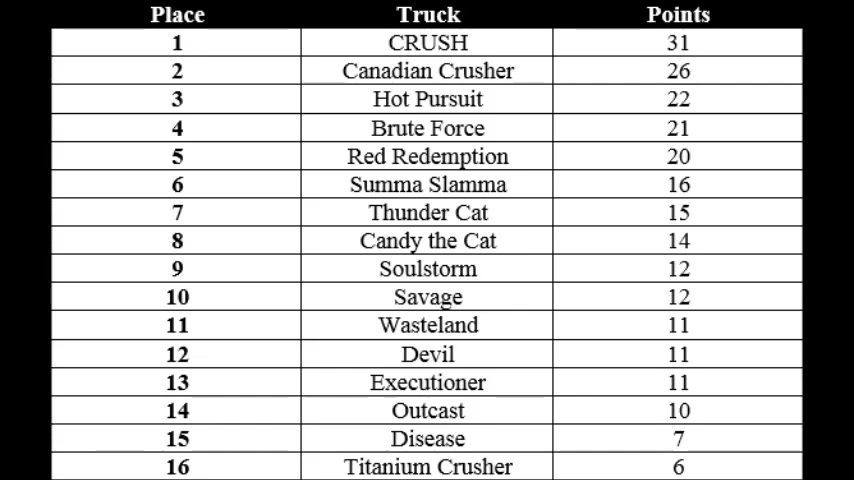 Place Truck Points
1 CRUSH 31
2 Canadian Crusher 26
3 Hot Pursuit 22
4 Brute Force 21
5 Red Redemption 20
6 Summa Slamma 16
7 Thunder Cat 15
8 Candy the Cat 14
9 Soulstorm 12
10 Savage 12
11 Wasteland 11
12 Devil 11
13 Executioner 11
14 Outcast 10
15 Disease 7
16 Titanium Crusher 6